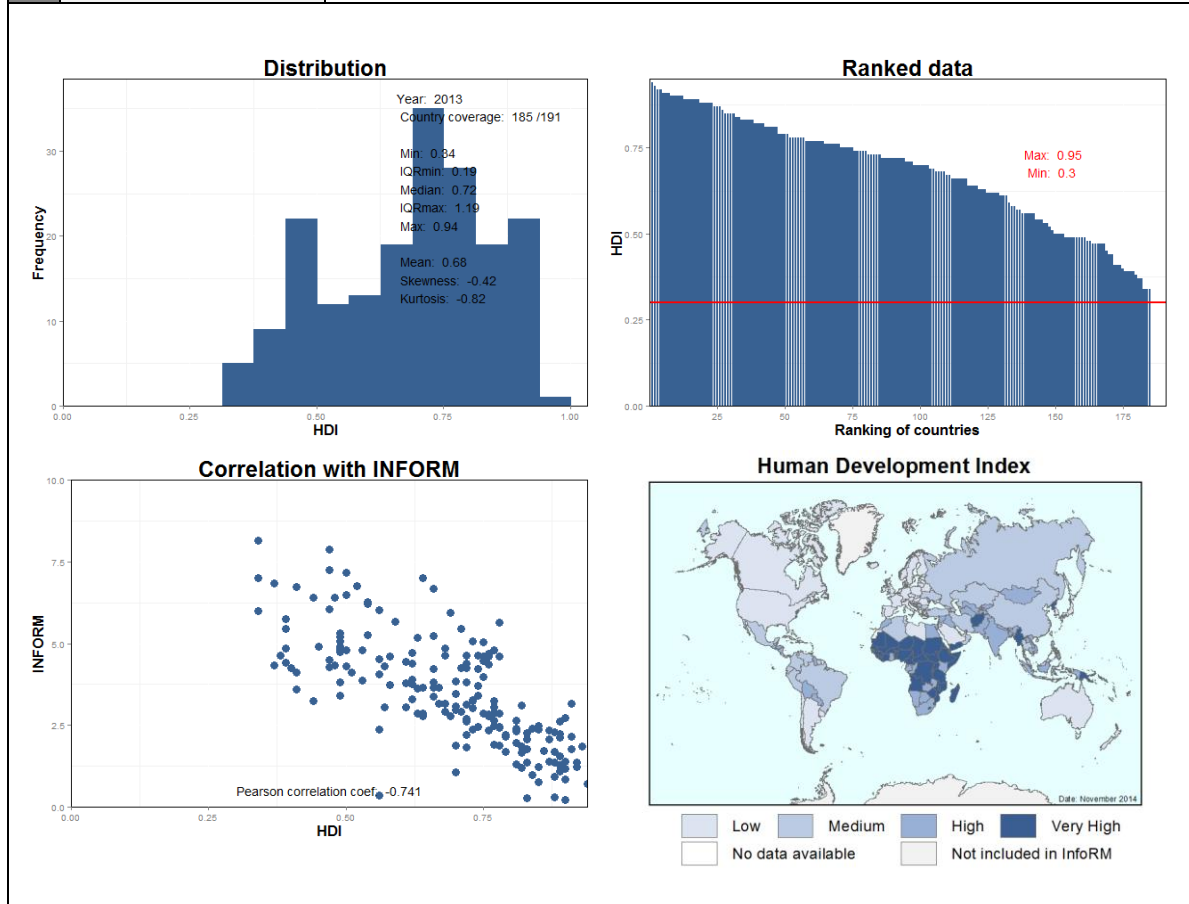 Distribution
Year: 2013
Country coverage: 185 /191
Min: 0.34
IQRmin: 0.19
Median: 0.72
IQRmax: 1.19
Max: 0.94
Mean: 0.68
Skewness: -0.42
Kurtosis: -0.82
Frequency
30
20
10
0
0.00 0.25 0.50 0.75 1.00
HDI
Ranked data
Max: 0.95
Min: 0.3
HDI
0.75
0.50
0.25
0.00
25 50 75 100 125 150 175
Ranking of countries
Correlation with INFORM
INFORM
10.0
7.5
5.0
2.5
0.0
Pearson correlation coef: -0.741
0.00 0.25 0.50 0.75
HDI
Human Development Index
Date: November 2014
Low Medium High Very High
No data available Not included in InfoRM